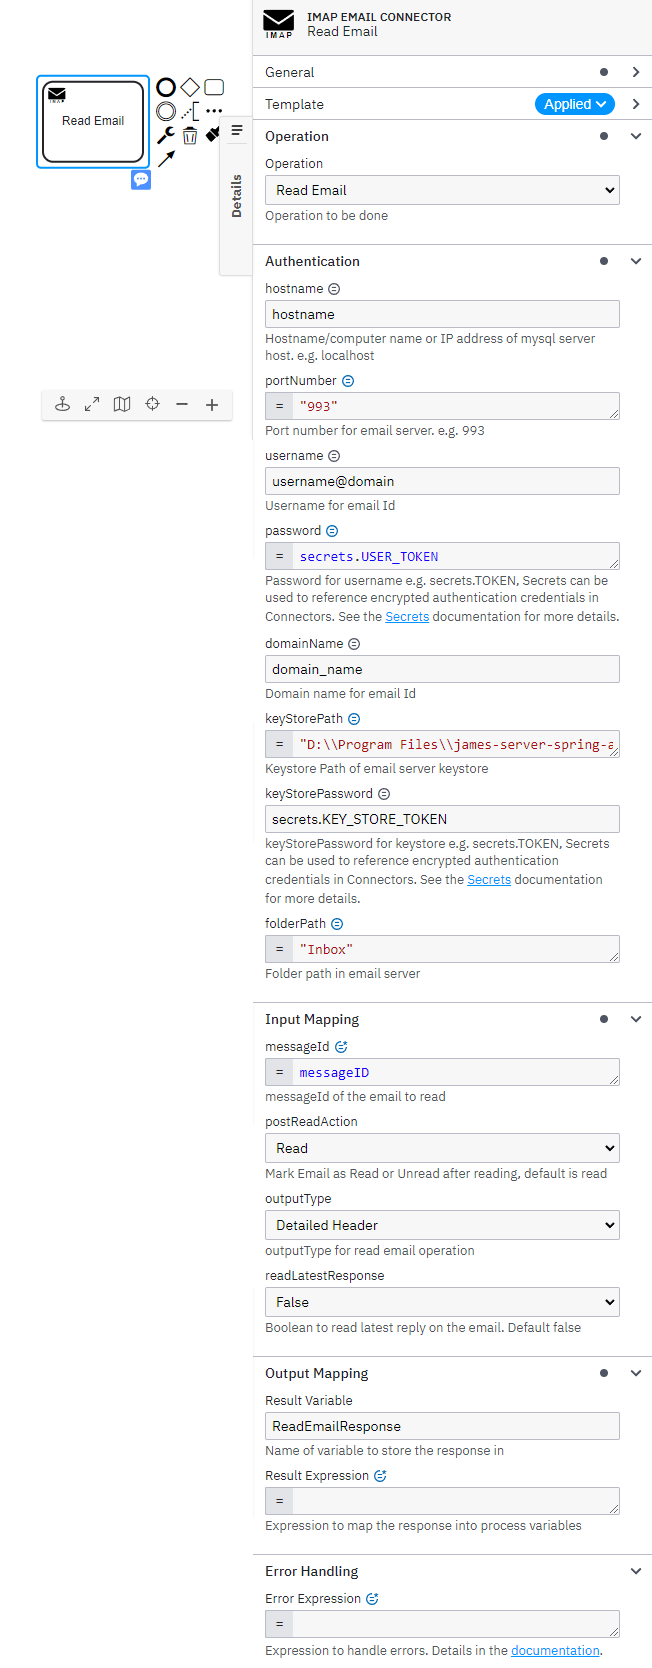 IMAP
IMAP EMAIL CONNECTOR
Read Email
General
Template
Applied
Operation
Operation
Read Email
Operation to be done
IMAP
Read Email
Details
Authentication
hostname
hostname
Hostname/computer name or IP address of mysql server
host. e.g. localhost
portNumber
= "993"
Port number for email server. e.g. 993
username
username@domain
Username for email Id
password
= secrets.USER_TOKEN
Password for username e.g. secrets.TOKEN, Secrets can be
used to reference encrypted authentication credentials in
Connectors. See the Secrets documentation for more details.
domainName
domain_name
Domain name for email Id
keyStorePath
= "D:\\Program Files\\james-server-spring-a
Keystore Path of email server keystore
keyStorePassword
secrets.KEY_STORE_TOKEN
keyStorePassword for keystore e.g. secrets.TOKEN, Secrets
can be used to reference encrypted authentication
credentials in Connectors. See the Secrets documentation
for more details.
folderPath
= "Inbox"
Folder path in email server
Input Mapping
messageId
= messageID
messageId of the email to read
postReadAction
Read
Mark Email as Read or Unread after reading, default is read
outputType
Detailed Header
outputType for read email operation
readLatestResponse
False
Boolean to read latest reply on the email. Default false
Output Mapping
Result Variable
ReadEmailResponse
Name of variable to store the response in
Result Expression
=
Expression to map the response into process variables
Error Handling
Error Expression
=
Expression to handle errors. Details in the documentation.